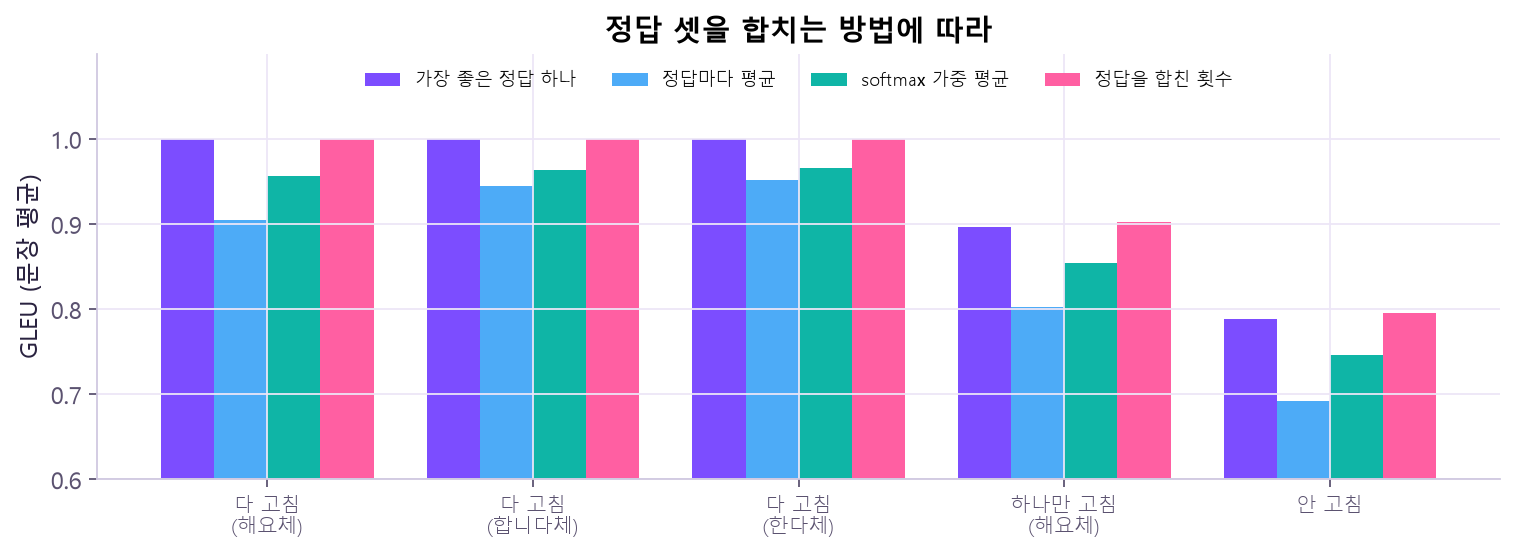 정답 셋을 합치는 방법에 따라
가장 좋은 정답 하나
정답마다 평균
softmax 가중 평균
정답을 합친 횟수
GLEU (문장 평균)
1.0
0.9
0.8
0.7
0.6
다 고침
(해요체)
다 고침
(합니다체)
다 고침
(한다체)
하나만 고침
(해요체)
안 고침